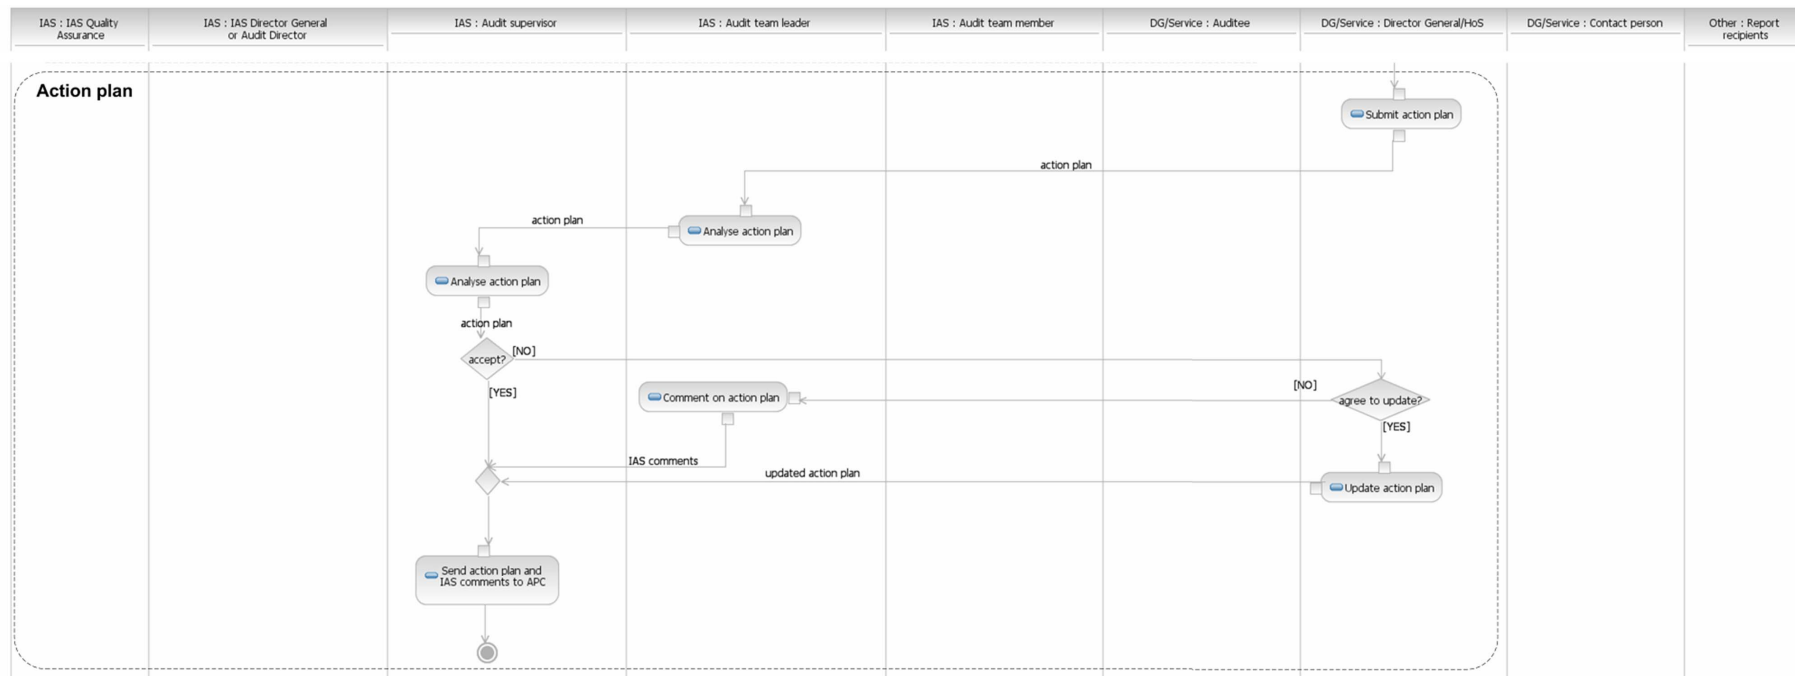 IAS : IAS Quality
Assurance
IAS : IAS Director General
or Audit Director
IAS : Audit supervisor
IAS : Audit team leader
IAS : Audit team member
DG/Service : Auditee
DG/Service : Director General/HoS
DG/Service : Contact person
Other : Report
recipients
Action plan
Submit action plan
action plan
Analyse action plan
action plan
Analyse action plan
action plan
accept?
[NO]
[YES]
agree to update?
[NO]
[YES]
Comment on action plan
IAS comments
updated action plan
Update action plan
Send action plan and
IAS comments to APC